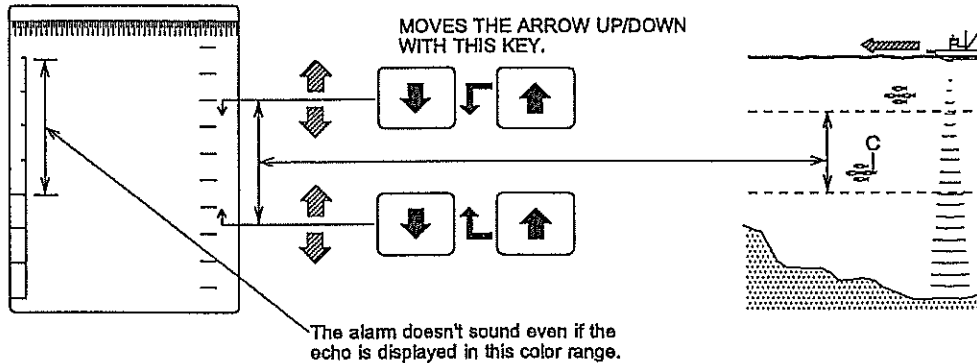 MOVES THE ARROW UP/DOWN
WITH THIS KEY.
C
The alarm doesn't sound even if the
echo is displayed in this color range.